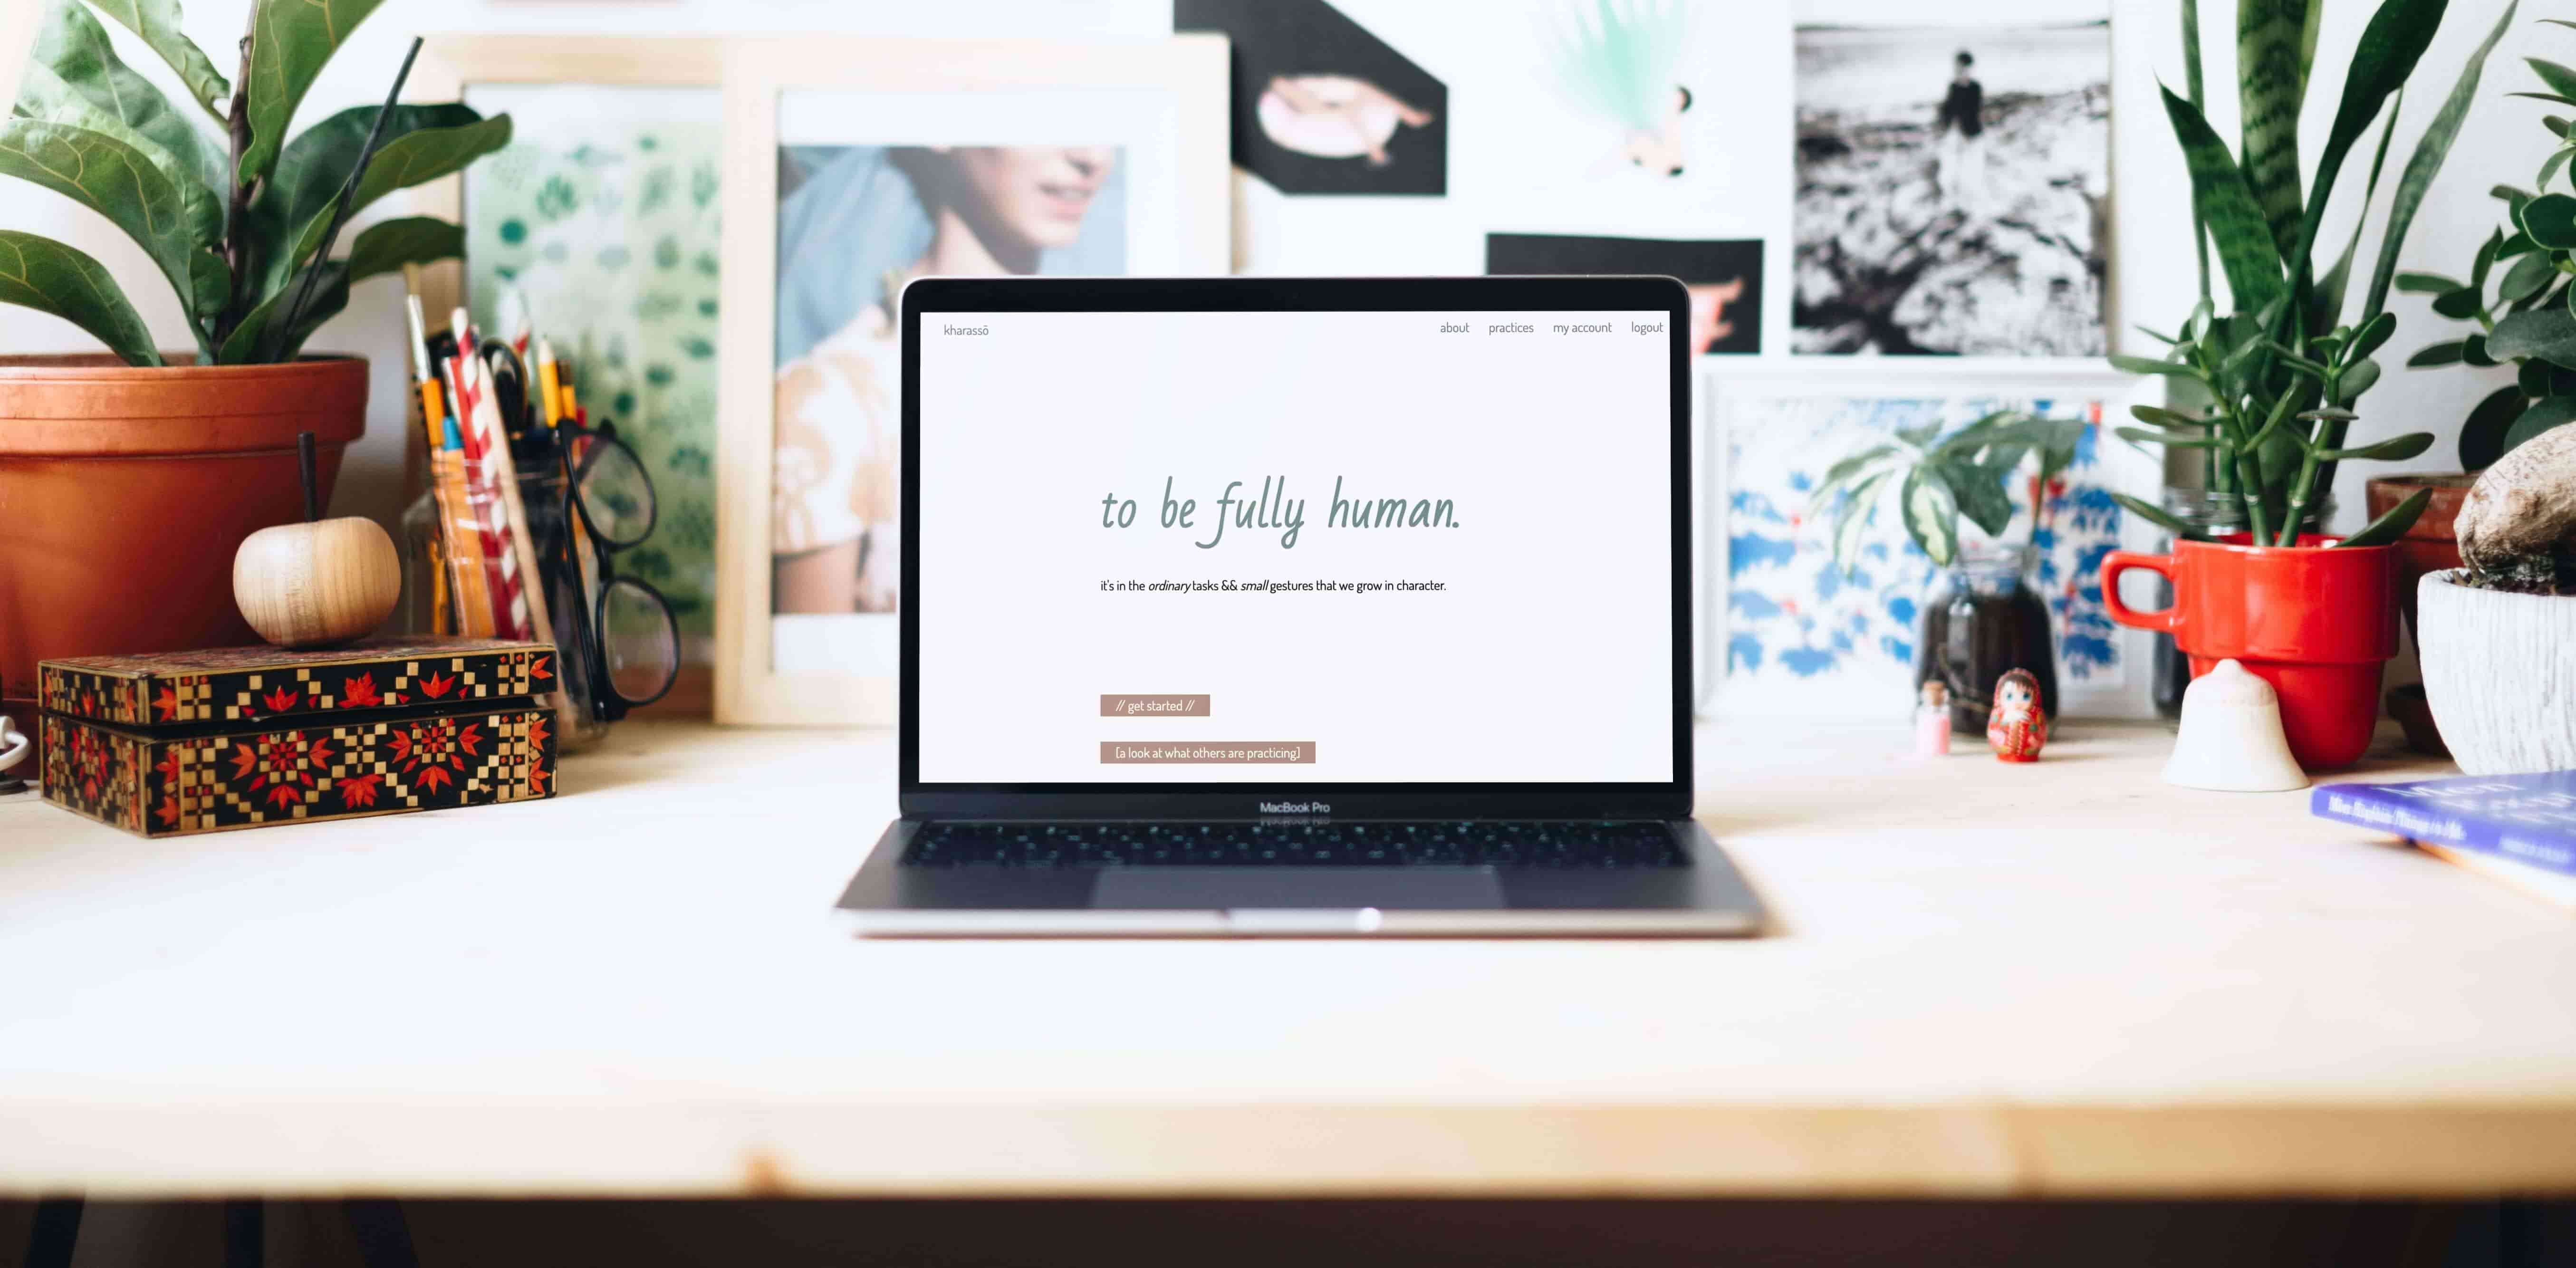 kharassō
about practices my account logout
to be fully human.
it's in the ordinary tasks && small gestures that we grow in character.
// get started //
[a look at what others are practicing]
MacBook Pro